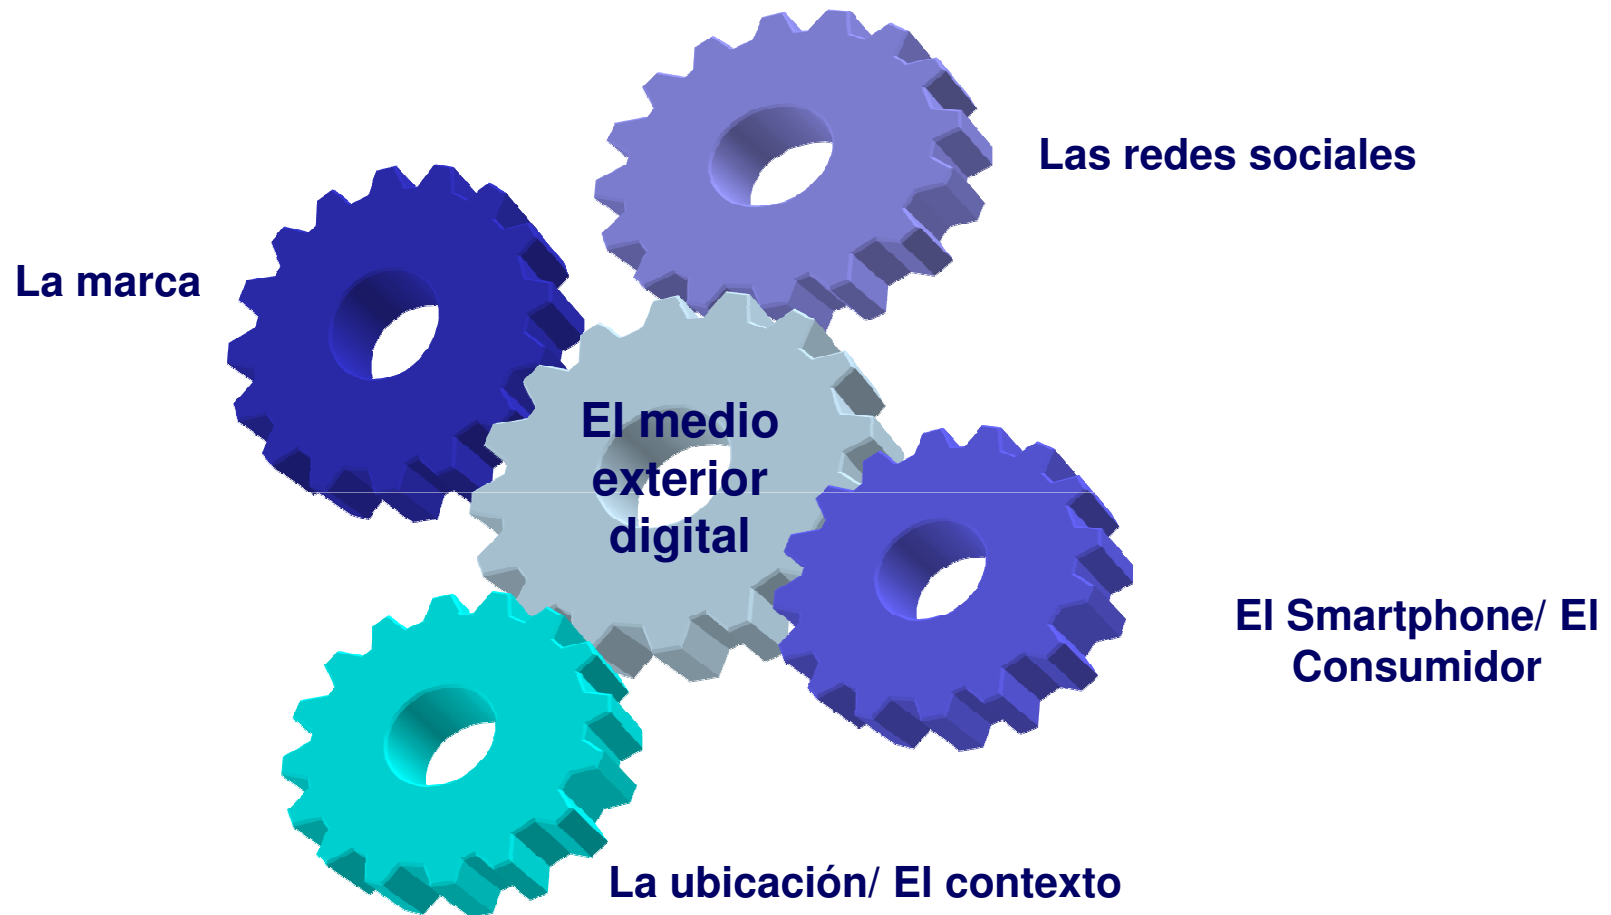 Las redes sociales
La marca
El medio
exterior
digital
El Smartphone/ El
Consumidor
La ubicación/ El contexto